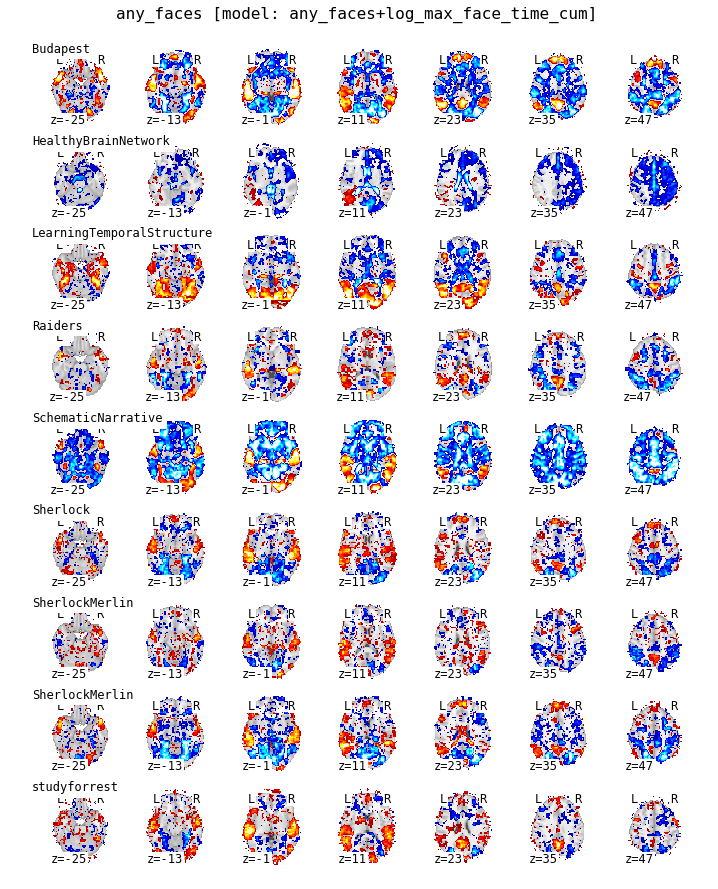 any_faces [model: any_faces+log_max_face_time_cum]
Budapest
L R L R L R L R L R L R L R
z=-25 z=-13 z=-1 z=11 z=23 z=35 z=47
HealthyBrainNetwork
L R L R L R L R L R L R L R
z=-25 z=-13 z=-1 z=11 z=23 z=35 z=47
LearningTemporalStructure
L R L R L R L R L R L R L R
z=-25 z=-13 z=-1 z=11 z=23 z=35 z=47
Raiders
L R L R L R L R L R L R L R
z=-25 z=-13 z=-1 z=11 z=23 z=35 z=47
SchematicNarrative
L R L R L R L R L R L R L R
z=-25 z=-13 z=-1 z=11 z=23 z=35 z=47
Sherlock
L R L R L R L R L R L R L R
z=-25 z=-13 z=-1 z=11 z=23 z=35 z=47
SherlockMerlin
L R L R L R L R L R L R L R
z=-25 z=-13 z=-1 z=11 z=23 z=35 z=47
SherlockMerlin
L R L R L R L R L R L R L R
z=-25 z=-13 z=-1 z=11 z=23 z=35 z=47
studyforrest
L R L R L R L R L R L R L R
z=-25 z=-13 z=-1 z=11 z=23 z=35 z=47